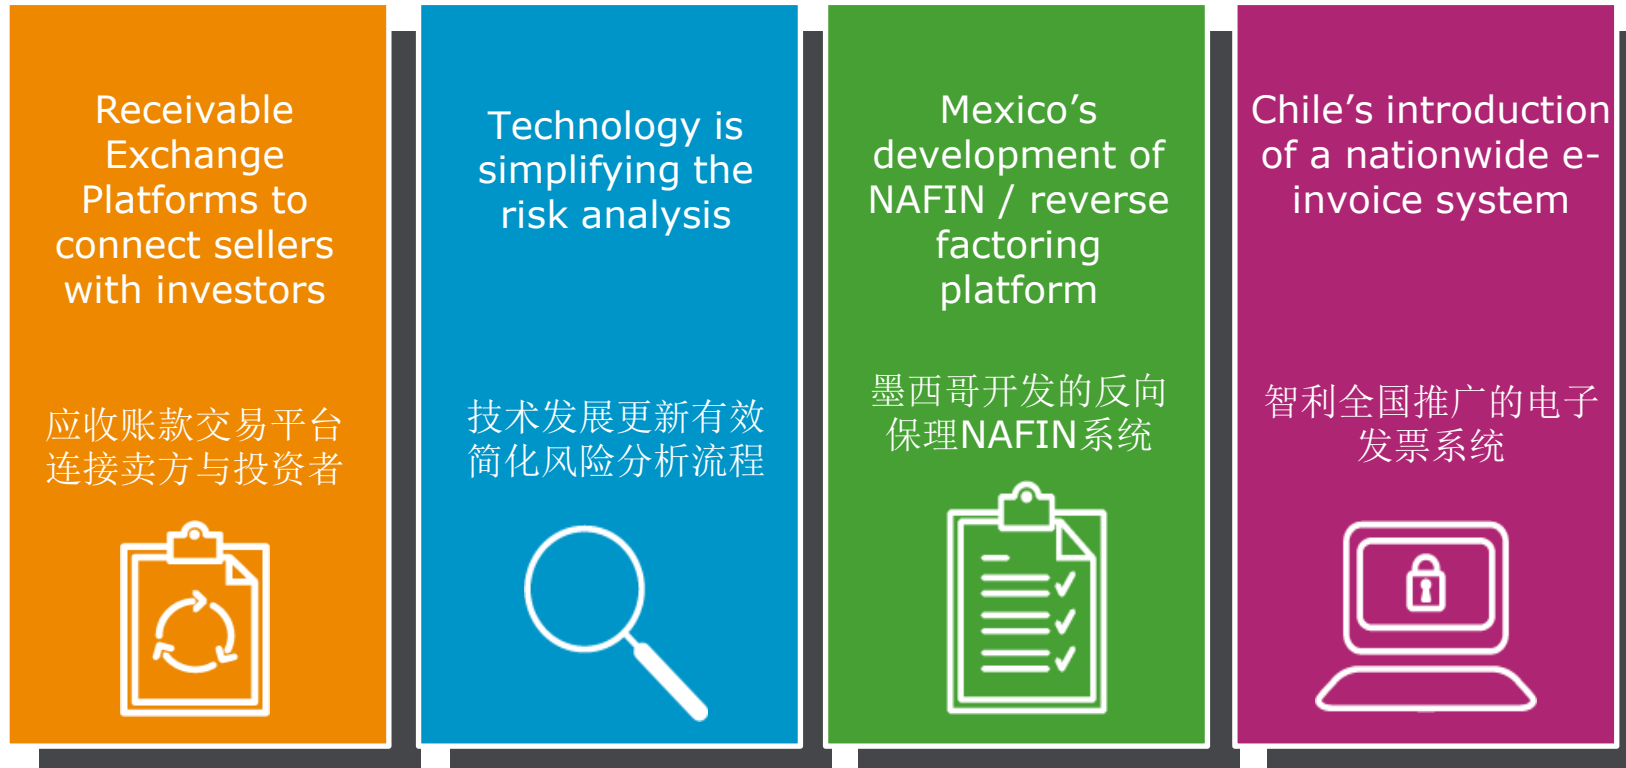 Receivable
Exchange
Platforms to
connect sellers
with investors
应收账款交易平台
连接卖方与投资者
Technology is
simplifying the
risk analysis
技术发展更新有效
简化风险分析流程
Mexico’s
development of
NAFIN / reverse
factoring
platform
墨西哥开发的反向
保理NAFIN系统
Chile’s introduction
of a nationwide e-
invoice system
智利全国推广的电子
发票系统